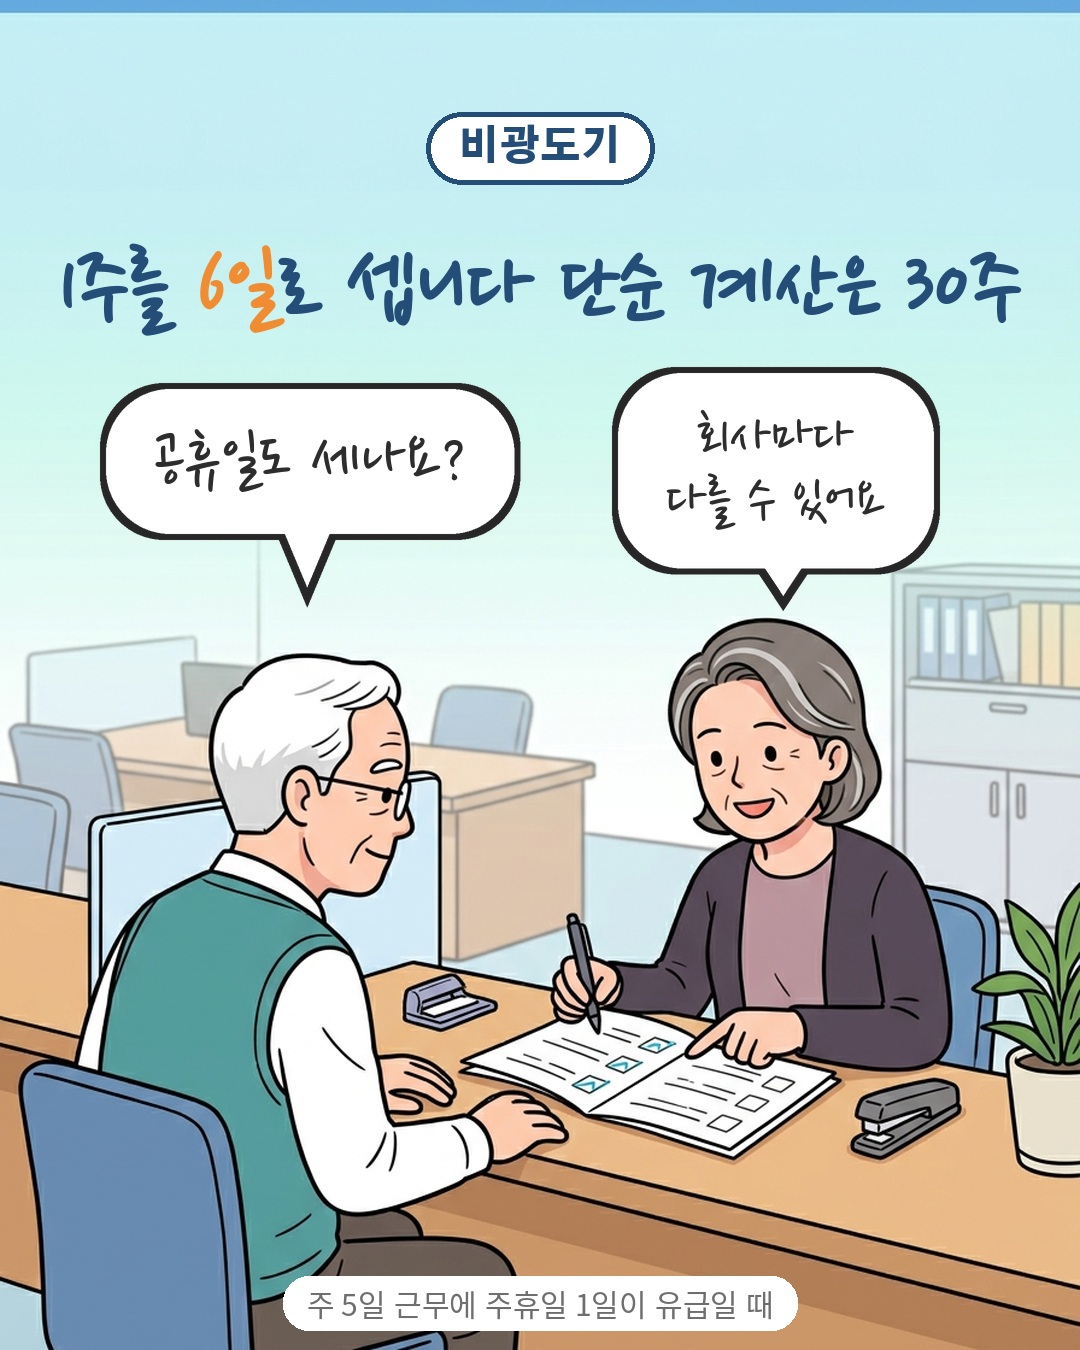 비광도기
1주를 6일로 셉니다 단순 계산은 30주
공휴일도 세나요?
회사마다
다를 수 있어요
주 5일 근무에 주휴일 1일이 유급일 때